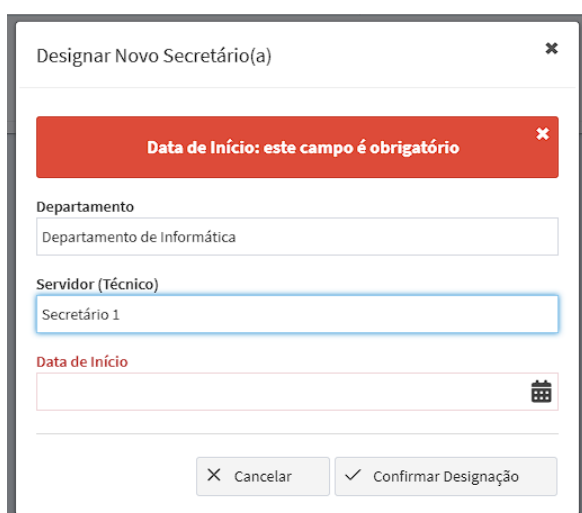 Designar Novo Secretário(a)
Data de Início: este campo é obrigatório
Departamento
Departamento de Informática
Servidor (Técnico)
Secretário 1
Data de Início
Cancelar
Confirmar Designação